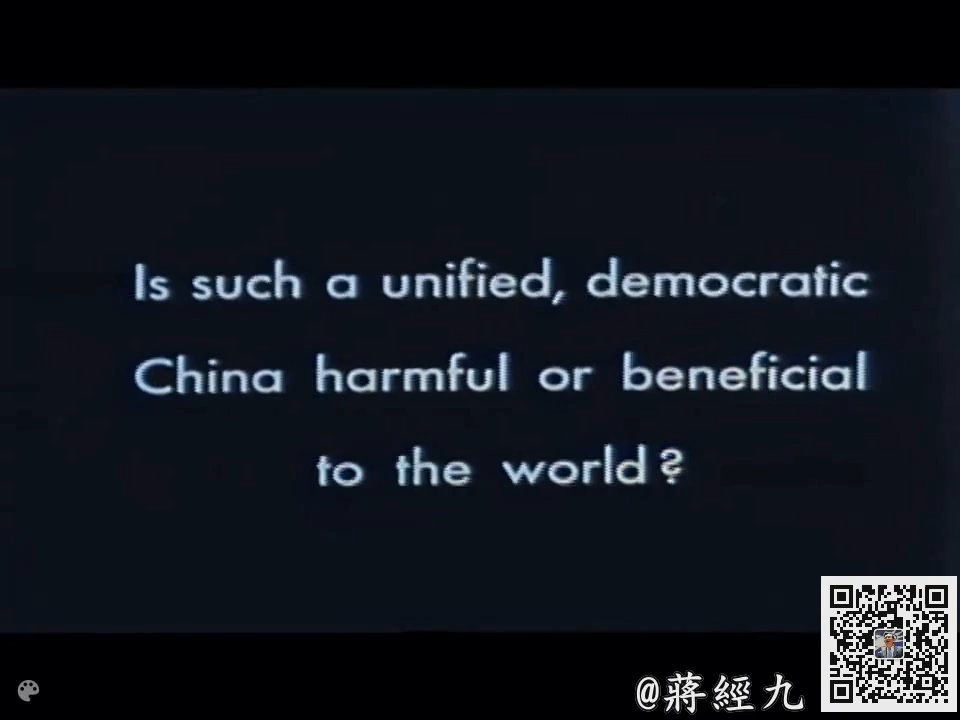 Is such a unified, democratic
China harmful or beneficial
to the world?
@蔣經九